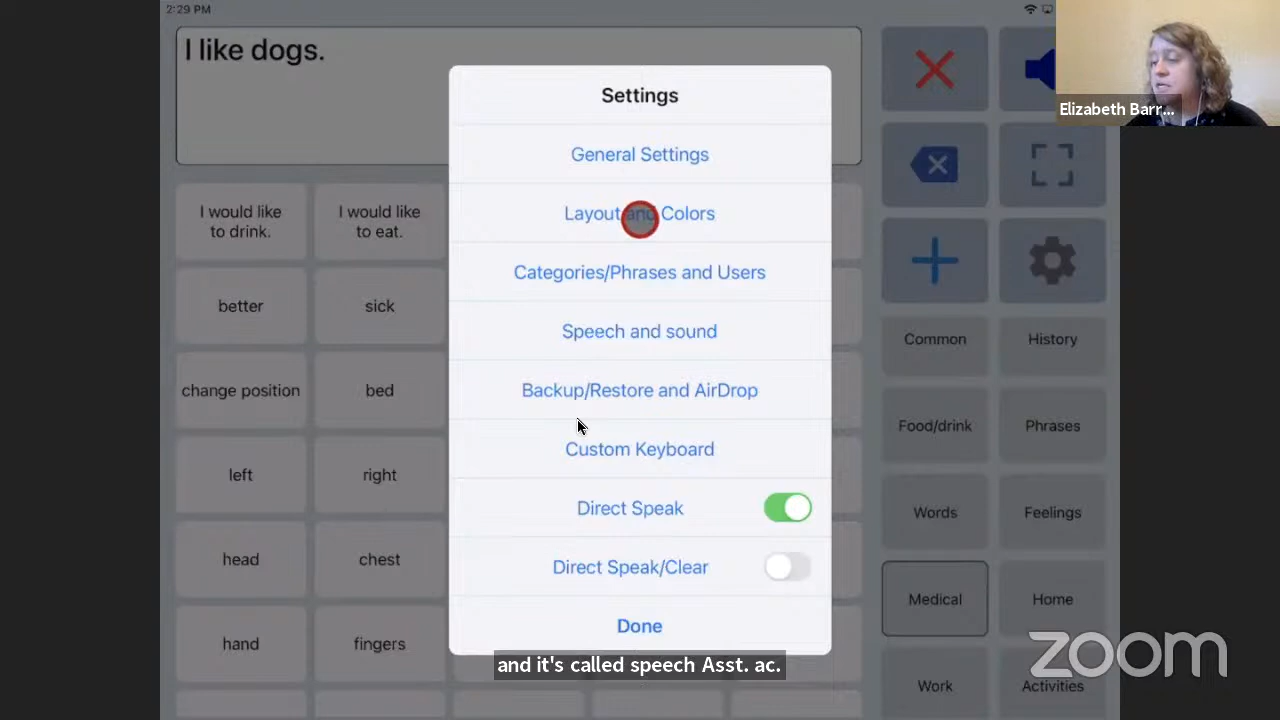 2:29 PM
I like dogs.
Elizabeth Barr...
Settings
General Settings
Layout and Colors
Categories/Phrases and Users
Speech and sound
Backup/Restore and AirDrop
Custom Keyboard
Direct Speak
Direct Speak/Clear
Done
I would like
to drink.
I would like
to eat.
better
sick
change position
bed
left
right
head
chest
hand
fingers
Common
History
Food/drink
Phrases
Words
Feelings
Medical
Home
Work
Activities
and it's called speech Asst. ac.
zoom